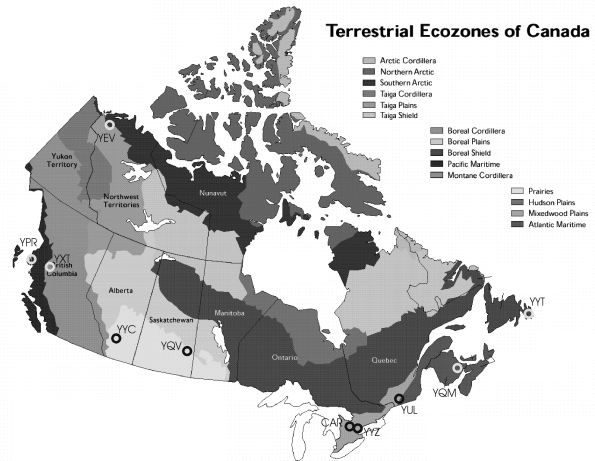 Terrestrial Ecozones of Canada
Arctic Cordillera
Northern Arctic
Southern Arctic
Taiga Cordillera
Taiga Plains
Taiga Shield
Boreal Cordillera
Boreal Plains
Boreal Shield
Pacific Maritime
Montane Cordillera
Prairies
Hudson Plains
Mixedwood Plains
Atlantic Maritime
YEV
Yukon
Territory
Northwest
Territories
Nunavut
YPR
YXT
British
Columbia
Alberta
Saskatchewan
Manitoba
YYC
YQV
Ontario
Quebec
YYT
YQM
YUL
CAR
YYZ